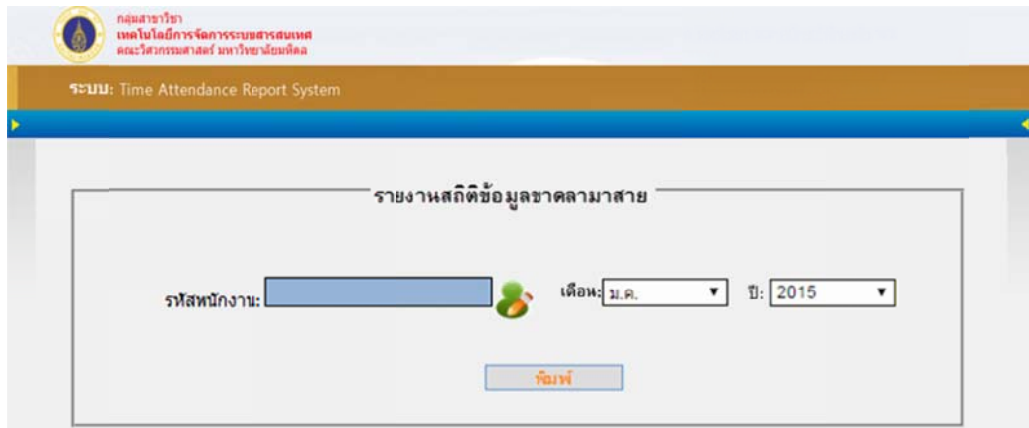 กลุ่มสาขาวิชา
เทคโนโลยีการจัดการระบบสารสนเทศ
คณะวิศวกรรมศาสตร์ มหาวิทยาลัยมหิดล
ระบบ: Time Attendance Report System
รายงานสถิติข้อมูลขาดลามาสาย
รหัสพนักงาน: เดือน: ม.ค. ปี: 2015
พิมพ์